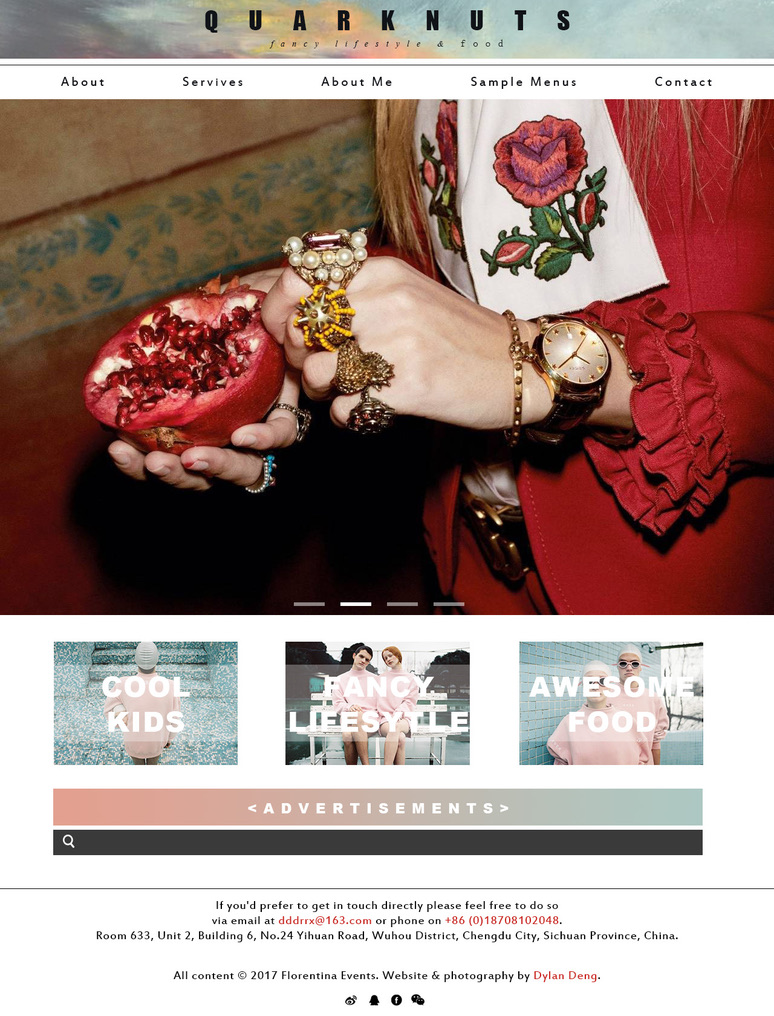 QUARKNUTS
fancy lifestyle & food
About Servives About Me Sample Menus Contact
COOL
KIDS
FANCY
LIFESYTLE
AWESOME
FOOD
<ADVERTISEMENTS>
If you'd prefer to get in touch directly please feel free to do so
via email at dddrrx@163.com or phone on +86 (0)18708102048.
Room 633, Unit 2, Building 6, No.24 Yihuan Road, Wuhou District, Chengdu City, Sichuan Province, China.
All content © 2017 Florentina Events. Website & photography by Dylan Deng.